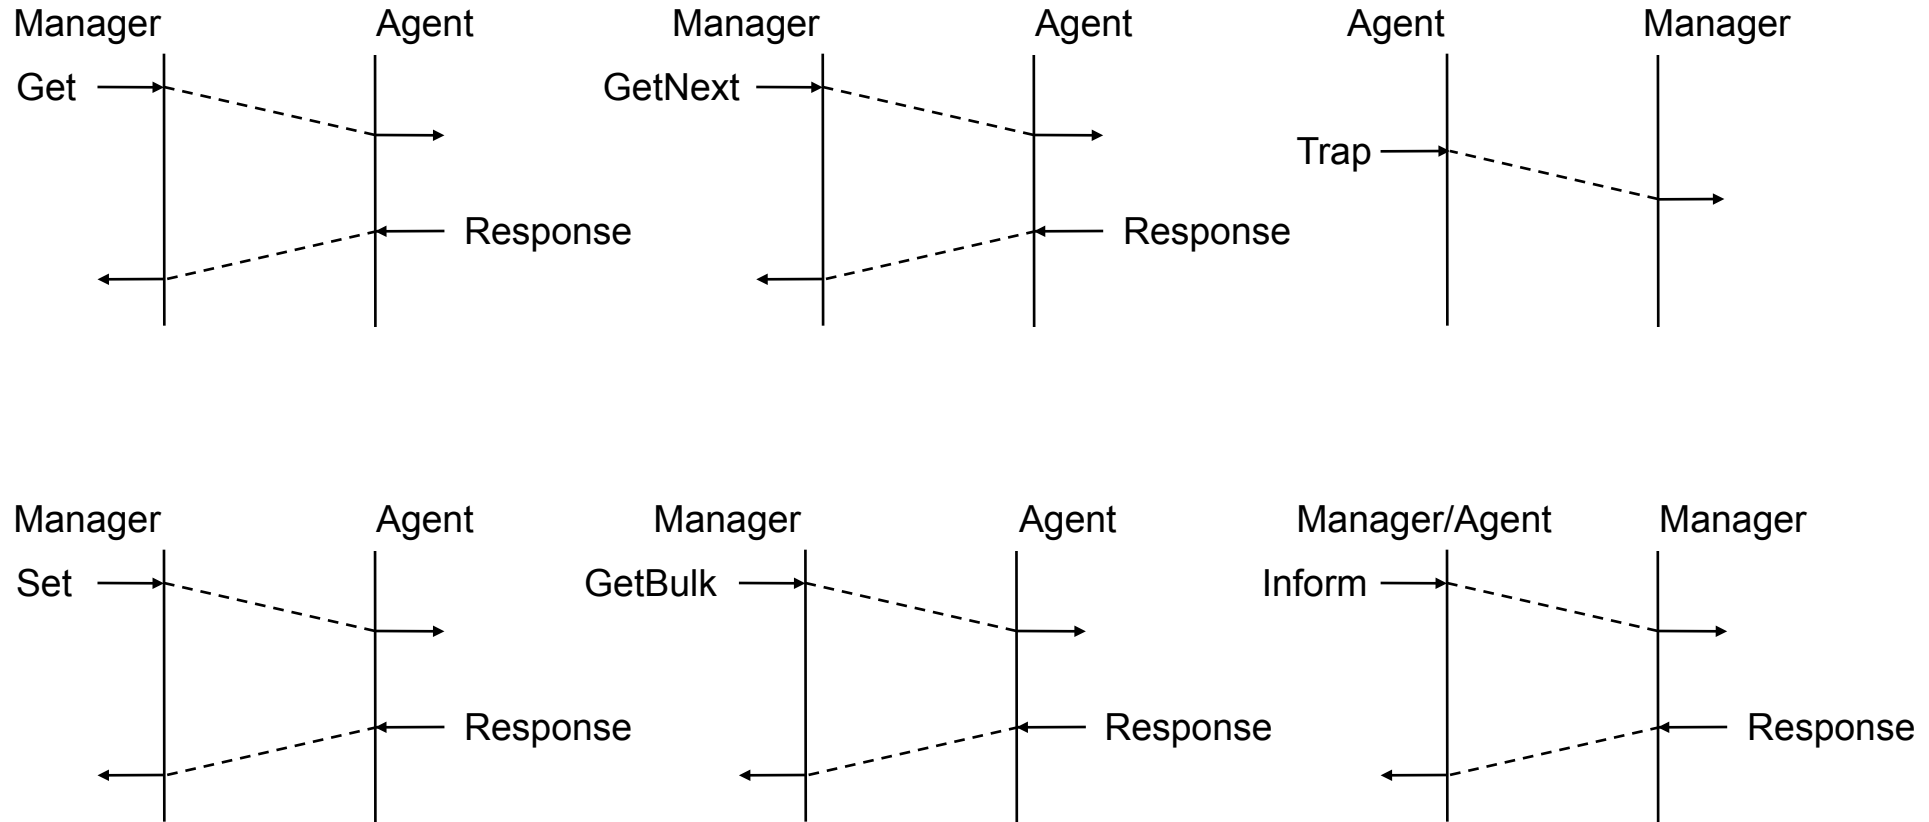 Manager Agent
Get
Response
Manager Agent
GetNext
Response
Agent Manager
Trap
Manager Agent
Set
Response
Manager Agent
GetBulk
Response
Manager/Agent Manager
Inform
Response